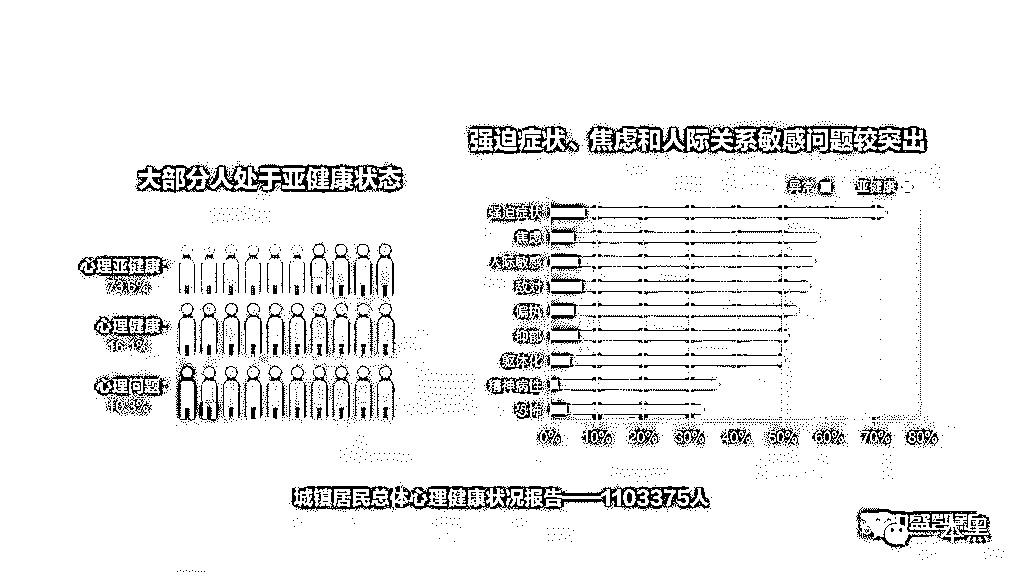 强迫症状、焦虑和人际关系敏感问题较突出
大部分人处于亚健康状态
异常
亚健康
心理亚健康
73.6%
心理健康
16.1%
心理问题
10.3%
强迫症状
焦虑
人际敏感
敌对
偏执
抑郁
躯体化
精神病性
恐怖
0% 10% 20% 30% 40% 50% 60% 70% 80%
城镇居民总体心理健康状况报告——1103375人